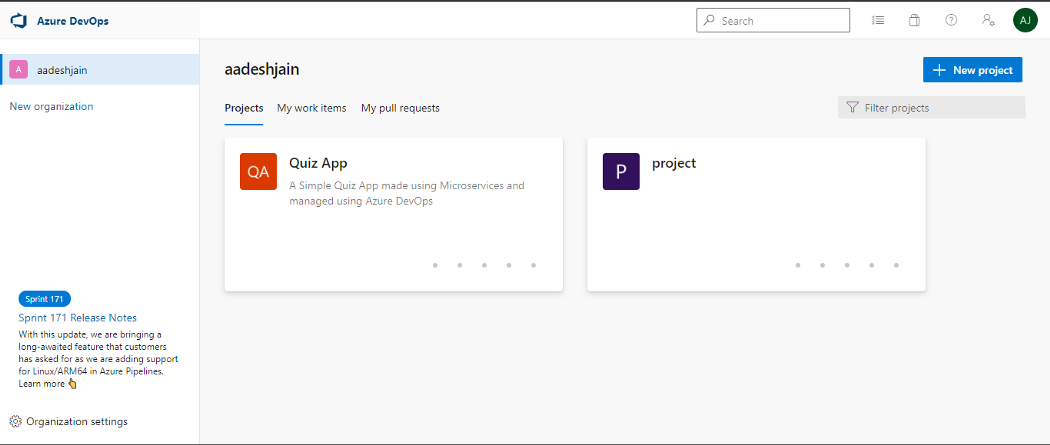 Azure DevOps
Search
AJ
A aadeshjain
New organization
Sprint 171
Sprint 171 Release Notes
With this update, we are bringing a
long-awaited feature that customers
has asked for as we are adding support
for Linux/ARM64 in Azure Pipelines.
Learn more 👆
Organization settings
aadeshjain
New project
Projects My work items My pull requests
Filter projects
QA Quiz App
A Simple Quiz App made using Microservices and
managed using Azure DevOps
P project